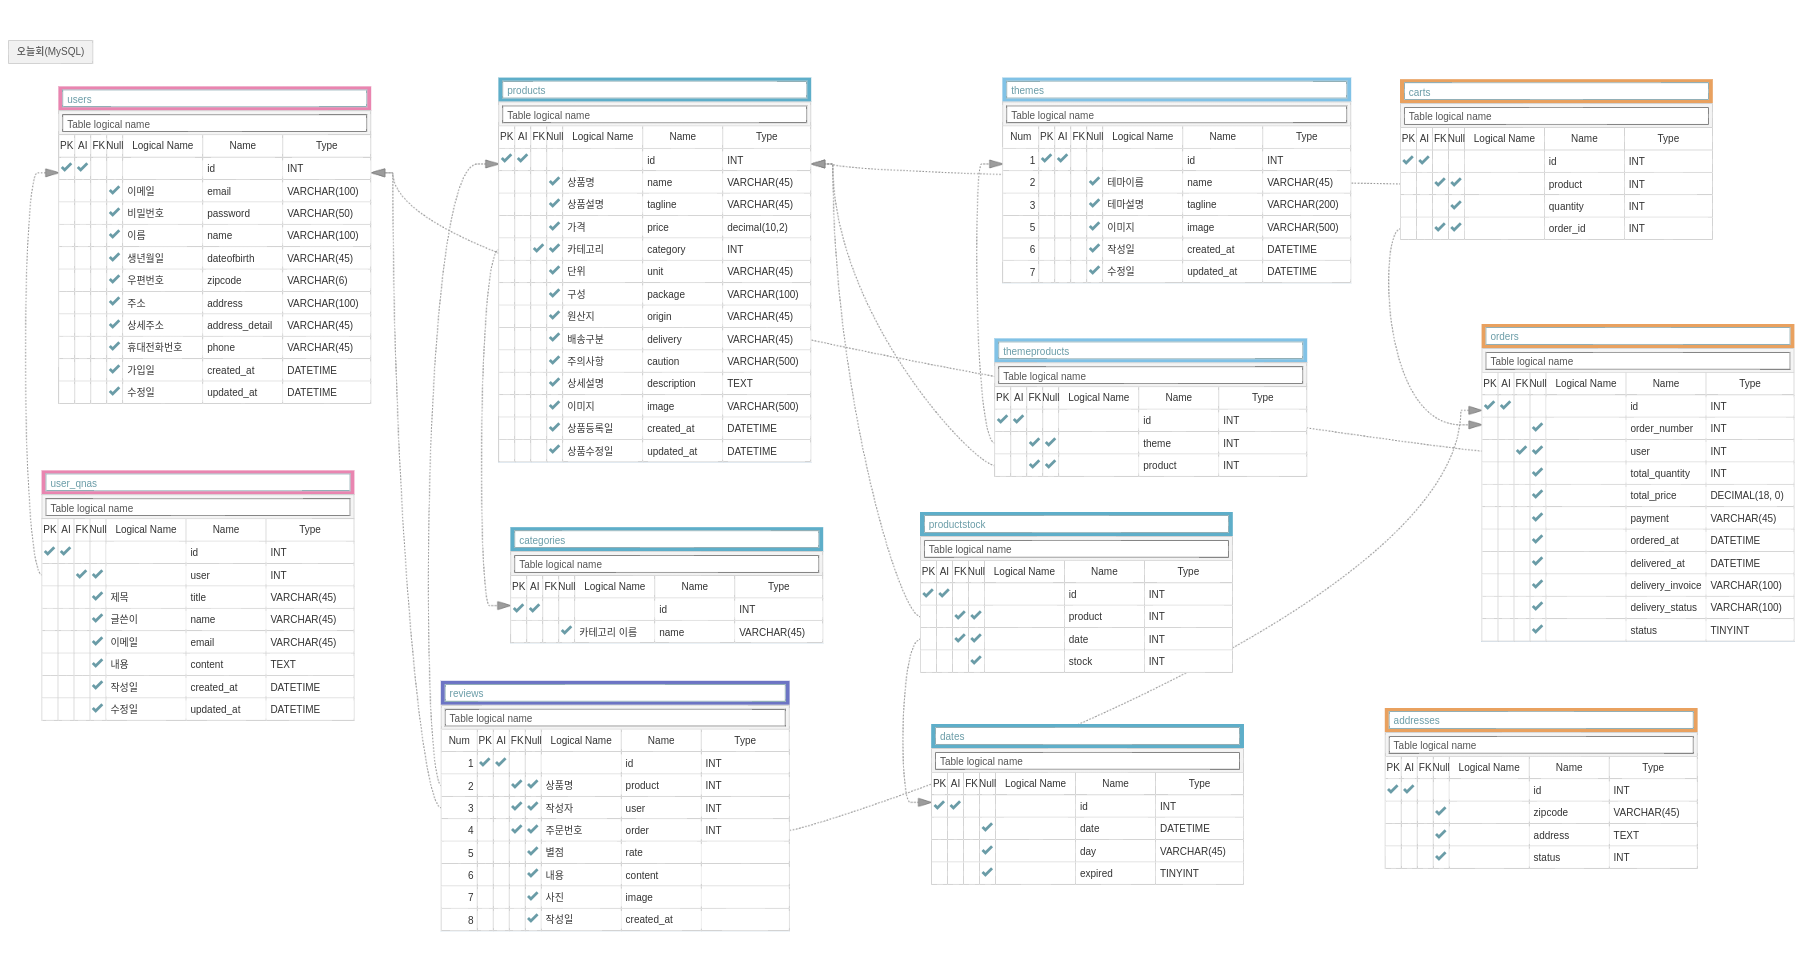 오늘회(MySQL)
users
Table logical name
PK AI FK Null Logical Name Name Type
id INT
이메일 email VARCHAR(100)
비밀번호 password VARCHAR(50)
이름 name VARCHAR(100)
생년월일 dateofbirth VARCHAR(45)
우편번호 zipcode VARCHAR(6)
주소 address VARCHAR(100)
상세주소 address_detail VARCHAR(45)
휴대전화번호 phone VARCHAR(45)
가입일 created_at DATETIME
수정일 updated_at DATETIME
products
Table logical name
PK AI FK Null Logical Name Name Type
id INT
상품명 name VARCHAR(45)
상품설명 tagline VARCHAR(45)
가격 price decimal(10,2)
카테고리 category INT
단위 unit VARCHAR(45)
구성 package VARCHAR(100)
원산지 origin VARCHAR(45)
배송구분 delivery VARCHAR(45)
주의사항 caution VARCHAR(500)
상세설명 description TEXT
이미지 image VARCHAR(500)
상품등록일 created_at DATETIME
상품수정일 updated_at DATETIME
themes
Table logical name
Num PK AI FK Null Logical Name Name Type
1 id INT
2 테마이름 name VARCHAR(45)
3 테마설명 tagline VARCHAR(200)
5 이미지 image VARCHAR(500)
6 작성일 created_at DATETIME
7 수정일 updated_at DATETIME
carts
Table logical name
PK AI FK Null Logical Name Name Type
id INT
product INT
quantity INT
order_id INT
themeproducts
Table logical name
PK AI FK Null Logical Name Name Type
id INT
theme INT
product INT
orders
Table logical name
PK AI FK Null Logical Name Name Type
id INT
order_number INT
user INT
total_quantity INT
total_price DECIMAL(18, 0)
payment VARCHAR(45)
ordered_at DATETIME
delivered_at DATETIME
delivery_invoice VARCHAR(100)
delivery_status VARCHAR(100)
status TINYINT
user_qnas
Table logical name
PK AI FK Null Logical Name Name Type
id INT
user INT
제목 title VARCHAR(45)
글쓴이 name VARCHAR(45)
이메일 email VARCHAR(45)
내용 content TEXT
작성일 created_at DATETIME
수정일 updated_at DATETIME
categories
Table logical name
PK AI FK Null Logical Name Name Type
id INT
카테고리 이름 name VARCHAR(45)
productstock
Table logical name
PK AI FK Null Logical Name Name Type
id INT
product INT
date INT
stock INT
reviews
Table logical name
Num PK AI FK Null Logical Name Name Type
1 id INT
2 상품명 product INT
3 작성자 user INT
4 주문번호 order INT
5 별점 rate
6 내용 content
7 사진 image
8 작성일 created_at
dates
Table logical name
PK AI FK Null Logical Name Name Type
id INT
date DATETIME
day VARCHAR(45)
expired TINYINT
addresses
Table logical name
PK AI FK Null Logical Name Name Type
id INT
zipcode VARCHAR(45)
address TEXT
status INT